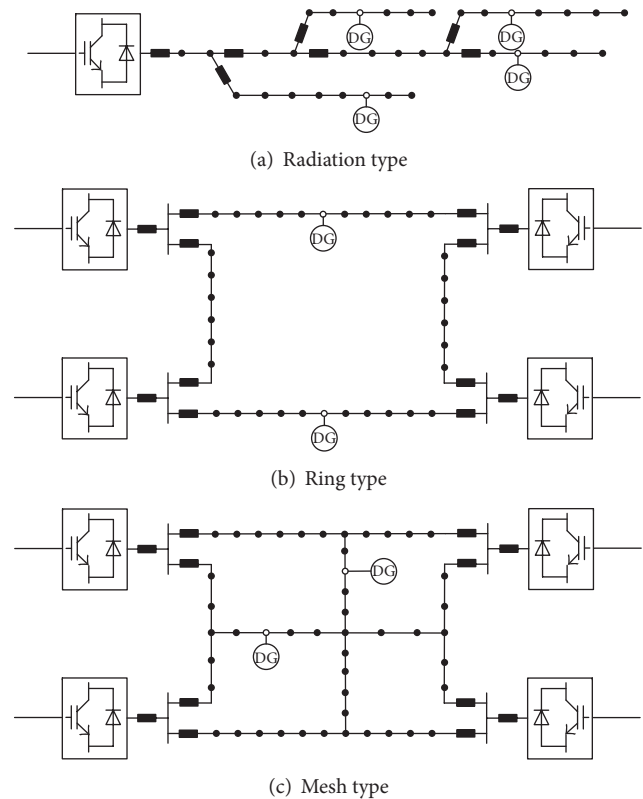 DG
DG
DG
DG
(a) Radiation type
DG
DG
(b) Ring type
DG
DG
(c) Mesh type